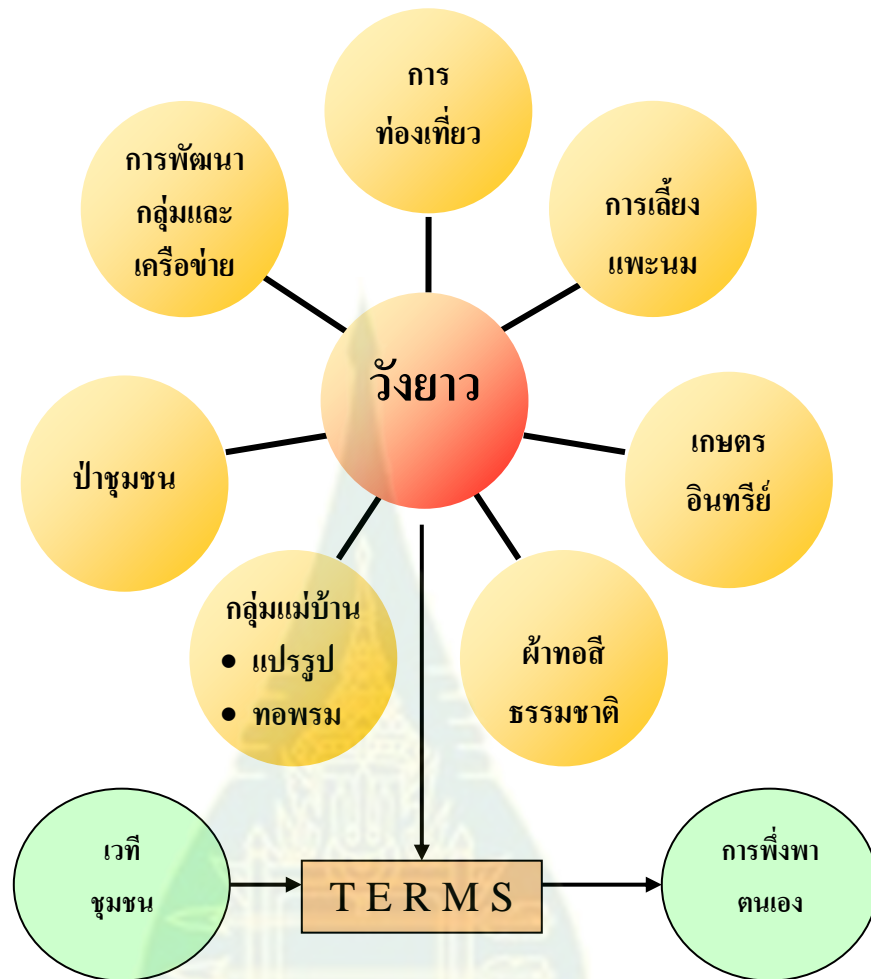 การ
ท่องเที่ยว
การพัฒนา
กลุ่มและ
เครือข่าย
การเลี้ยง
แพะนม
วังยาว
ป่าชุมชน
เกษตร
อินทรีย์
กลุ่มแม่บ้าน
• แปรรูป
• ทอพรม
ผ้าทอสี
ธรรมชาติ
เวที
ชุมชน
T E R M S
การพึ่งพา
ตนเอง